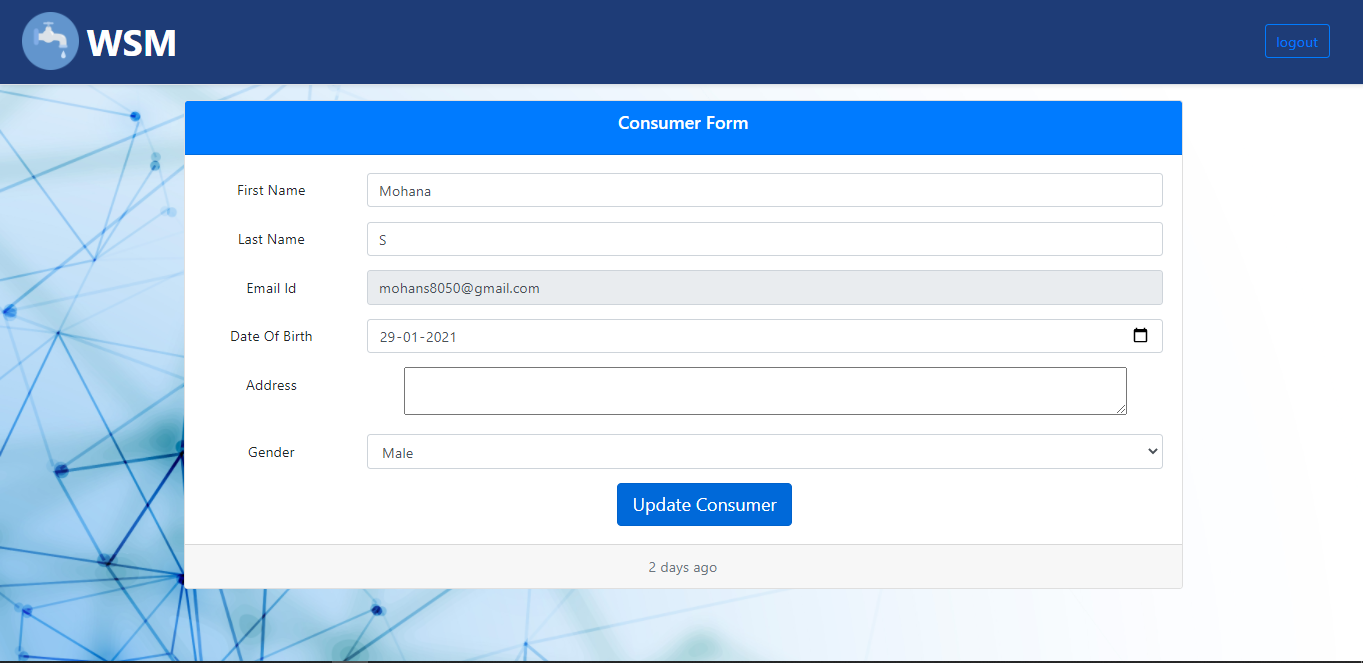 WSM
logout
Consumer Form
First Name Mohana
Last Name S
Email Id mohans8050@gmail.com
Date Of Birth 29-01-2021
Address
Gender Male
Update Consumer
2 days ago